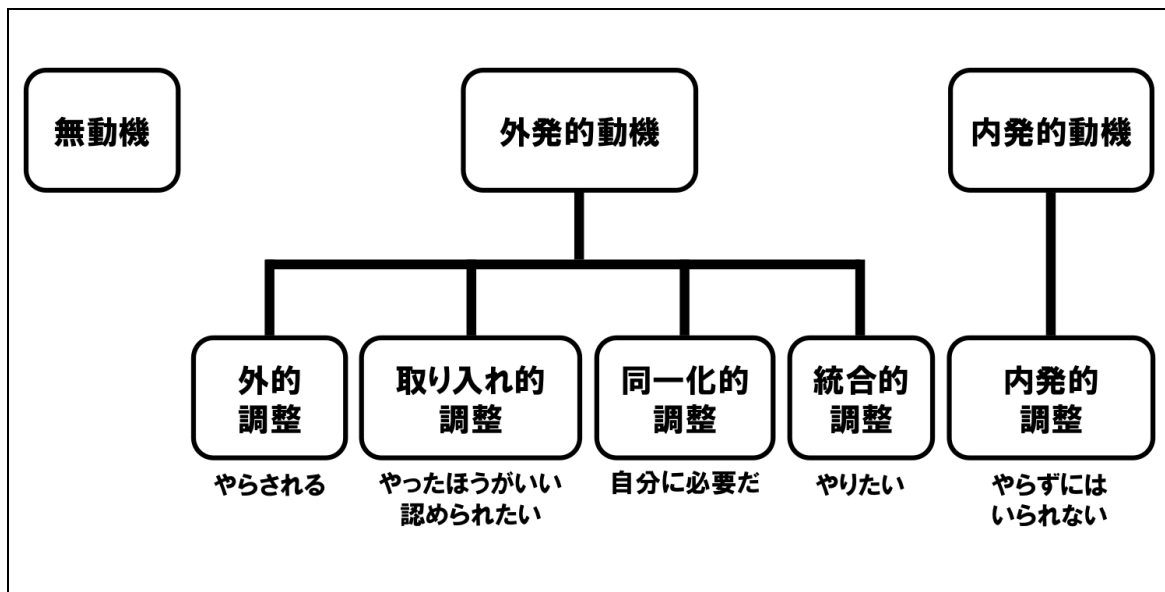 無動機
外発的動機
内発的動機
外的
調整
取り入れ的
調整
同一化的
調整
統合的
調整
内発的
調整
やらされる
やったほうがいい
認められたい
自分に必要だ
やりたい
やらずには
いられない